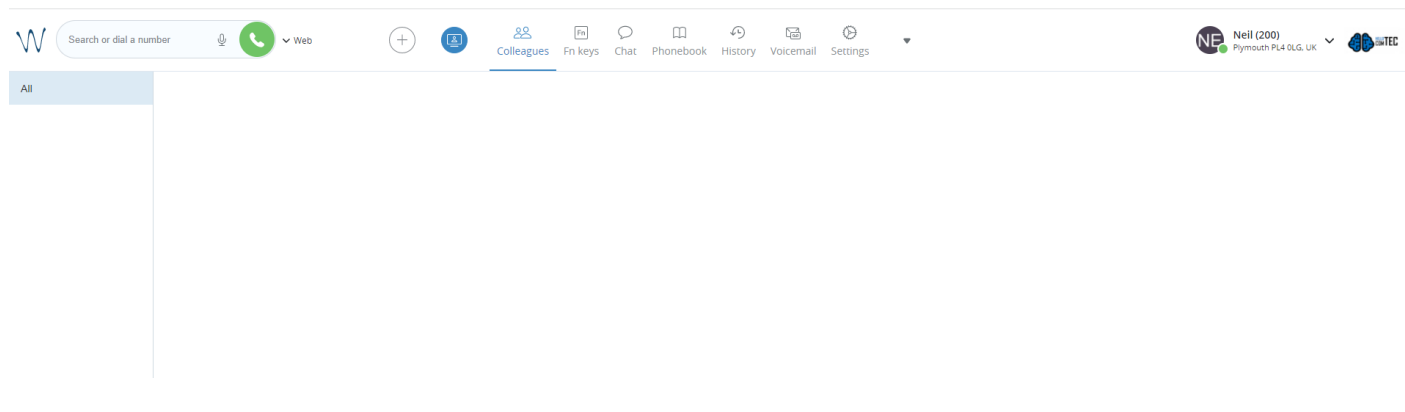 W
Search or dial a number
Web
Colleagues
Fn
Fn keys
Chat
Phonebook
History
Voicemail
Settings
NE
Neil (200)
Plymouth PL4 0LG, UK
TEC
All